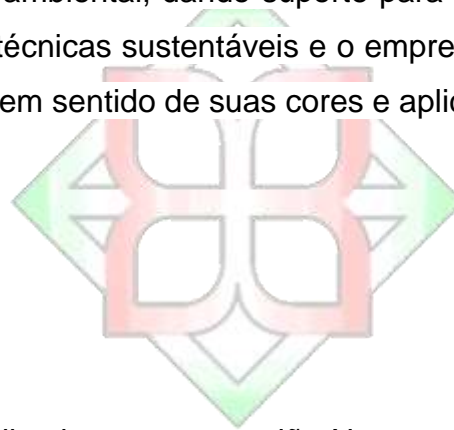 ambiental, dando suporte para
técnicas sustentáveis e o empre
em sentido de suas cores e aplic